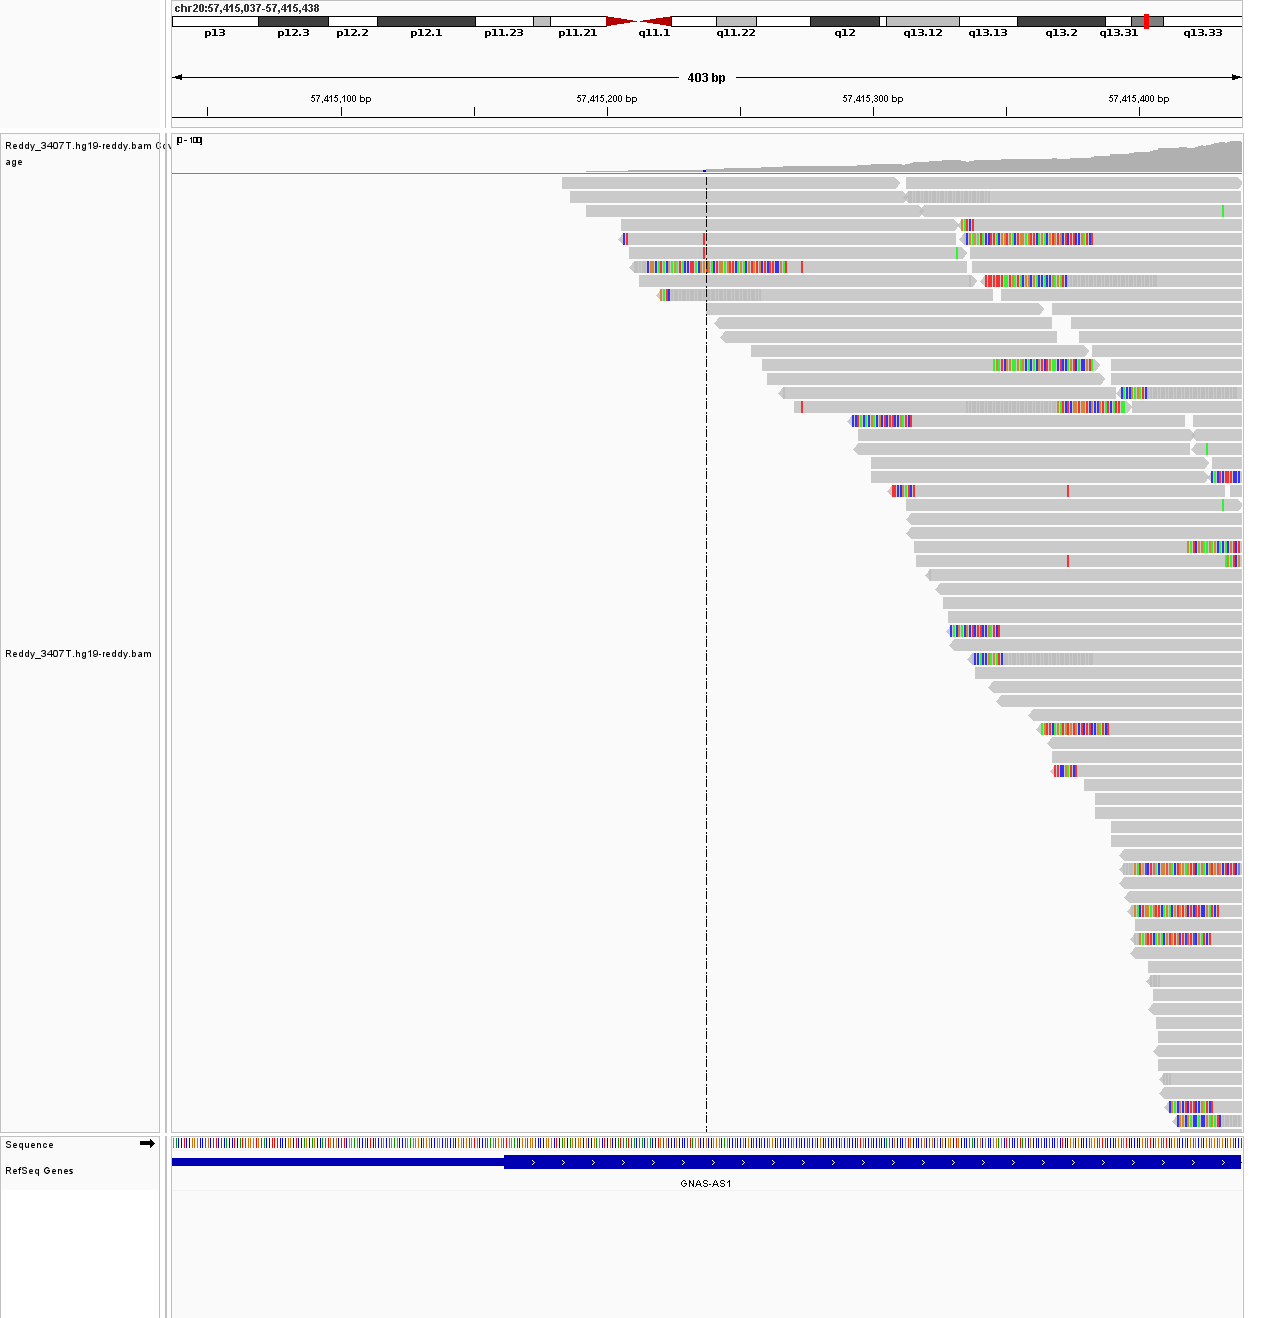 chr20:57,415,037-57,415,438
p13 p12.3 p12.2 p12.1 p11.23 p11.21 q11.1 q11.22 q12 q13.12 q13.13 q13.2 q13.31 q13.33
403 bp
57,415,100 bp 57,415,200 bp 57,415,300 bp 57,415,400 bp
[0 - 100]
Reddy_3407T.hg19-reddy.bam Cov
age
Reddy_3407T.hg19-reddy.bam
Sequence
RefSeq Genes
GNAS-AS1